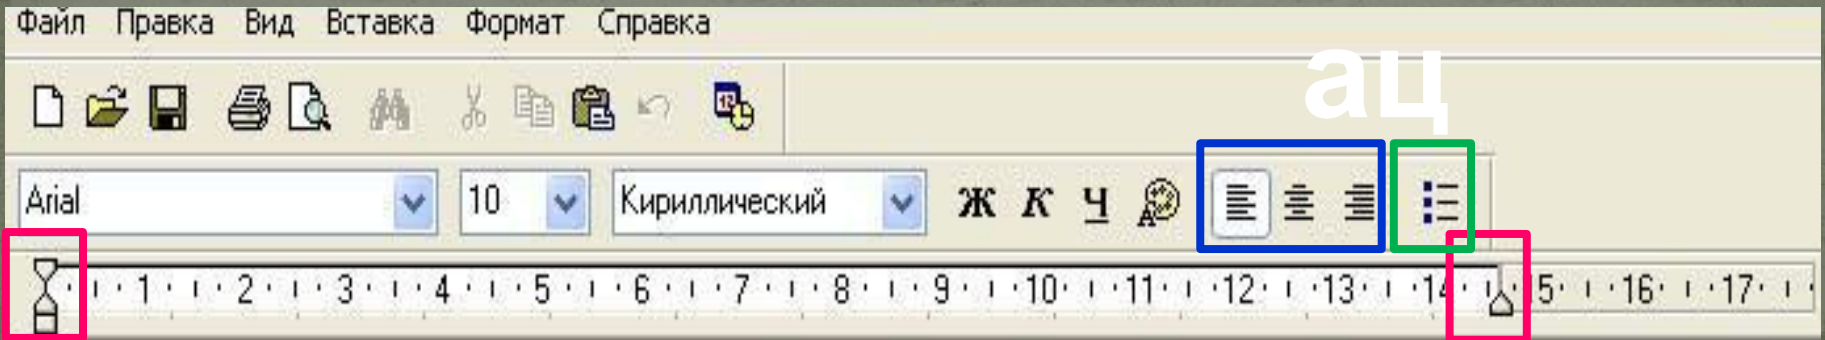 Файл Правка Вид Вставка Формат Справка
ац
12
Arial 10 Кириллический Ж К Ч А
1 2 3 4 5 6 7 8 9 10 11 12 13 14 15 16 17